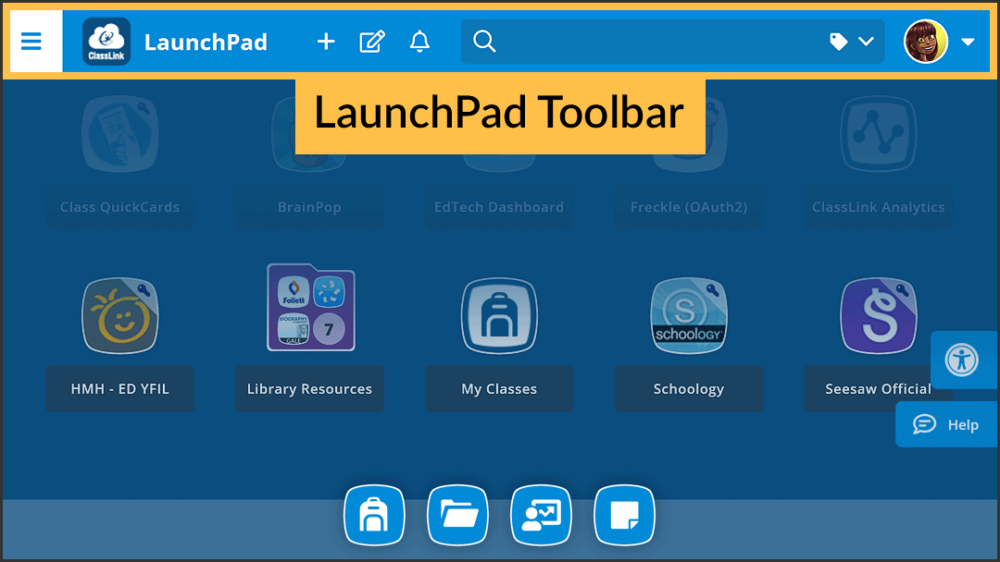 ClassLink
LaunchPad
LaunchPad Toolbar
Class QuickCards
BrainPop
EdTech Dashboard
Freckle (OAuth2)
ClassLink Analytics
Follett
BIOGRAPHY
GALE
7
S
SCHOOLOGY
S
HMH - ED YFIL
Library Resources
My Classes
Schoology
Seesaw Official
Help